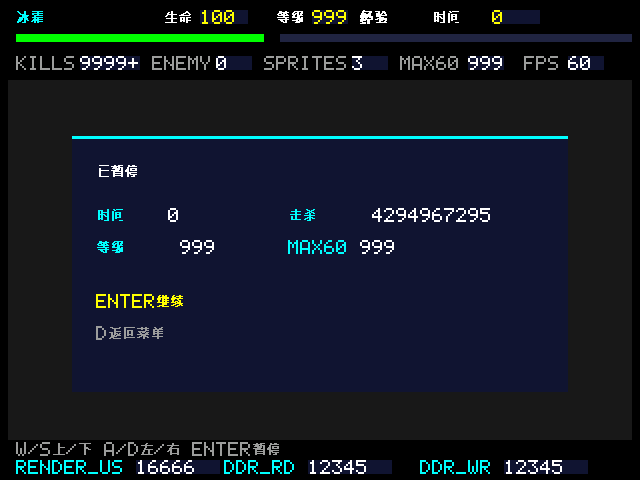 冰霜 生命 100 等级 999 经验 时间 0
KILLS 9999+ ENEMY 0 SPRITES 3 MAX60 999 FPS 60
已暂停
时间 0 击杀 4294967295
等级 999 MAX60 999
ENTER继续
D返回菜单
W/S上/下 A/D左/右 ENTER暂停
RENDER_US 16666 DDR_RD 12345 DDR_WR 12345